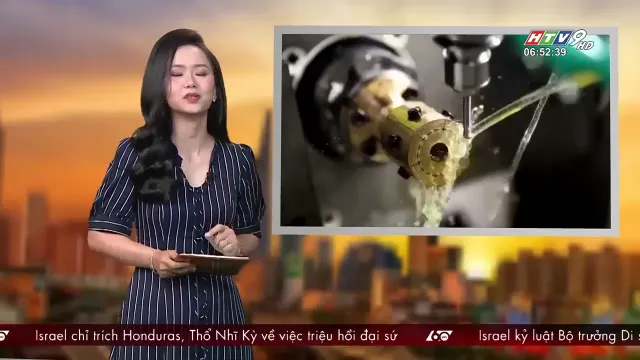 HTV9 HD
06:52:39
Israel chỉ trích Honduras, Thổ Nhĩ Kỳ về việc triệu hồi đại sứ 60 Israel kỷ luật Bộ trưởng Di s